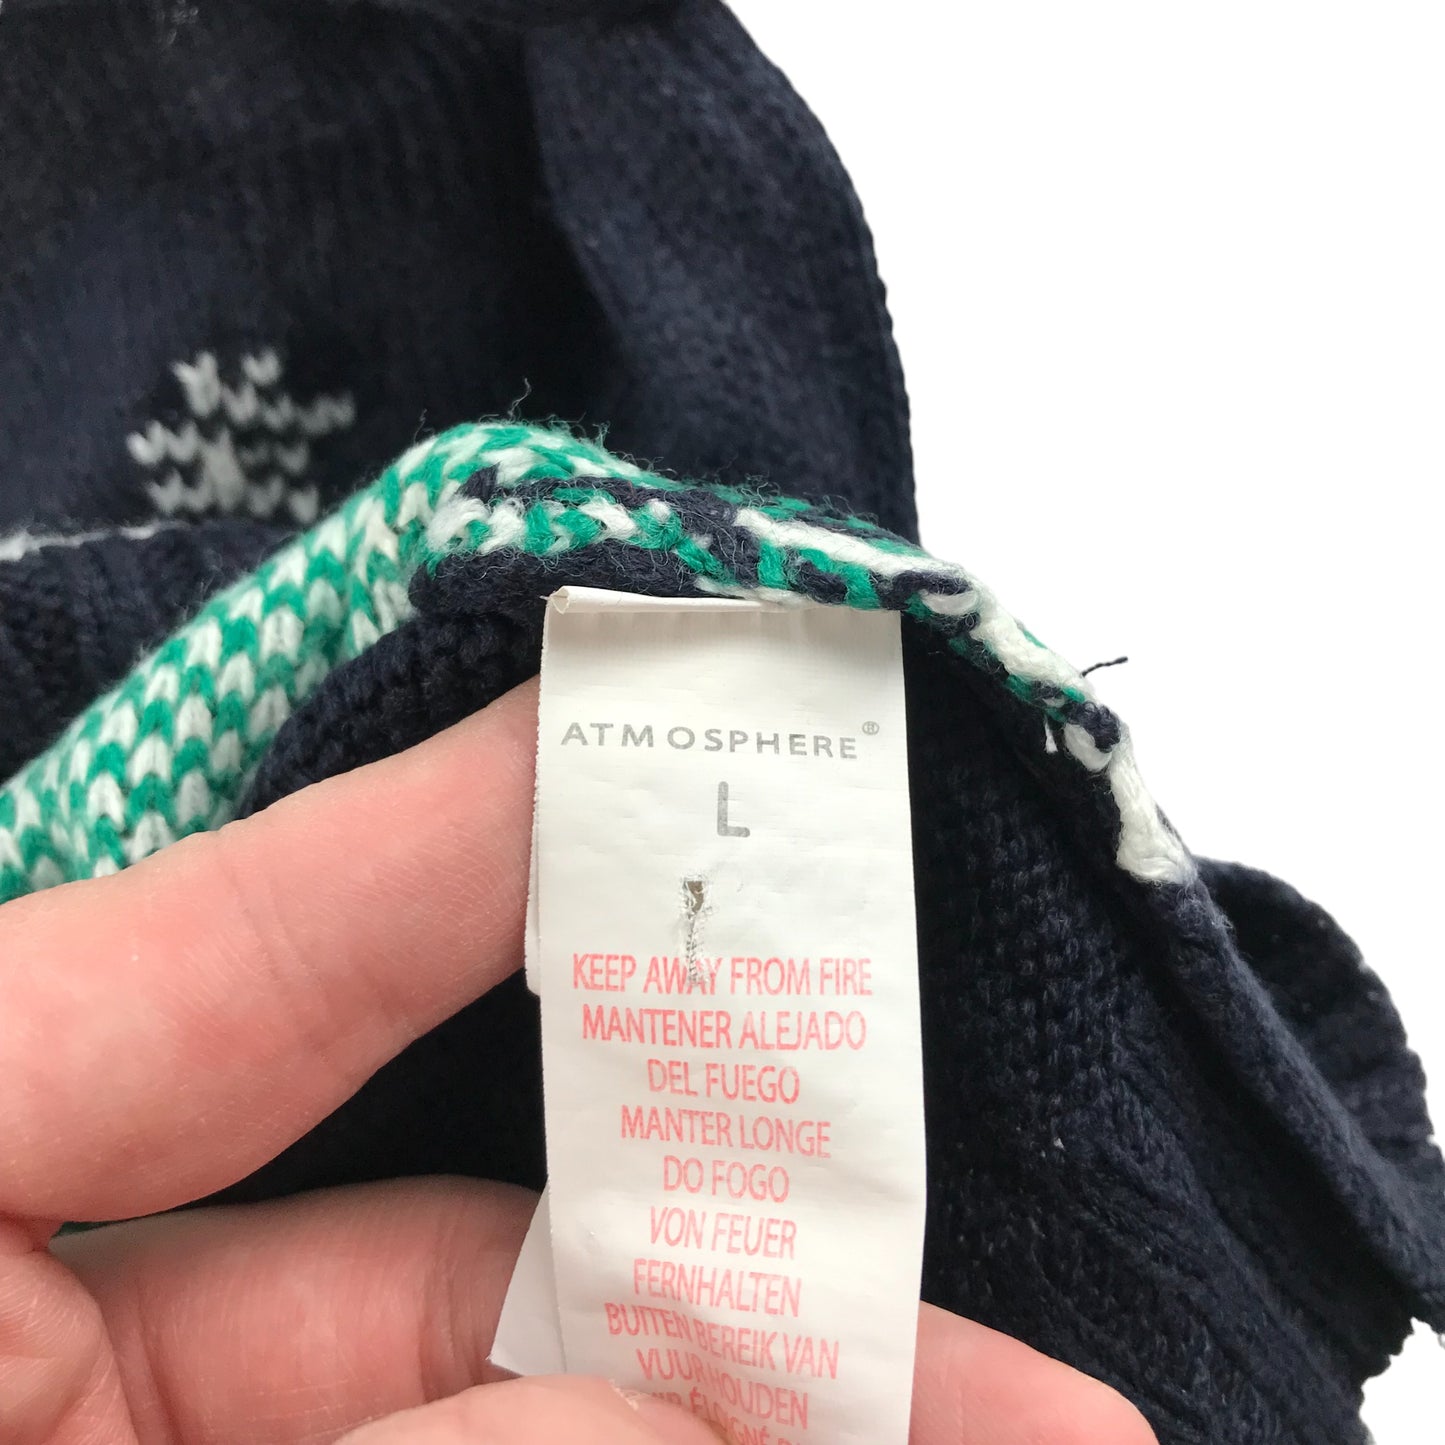 ATMOSPHERE®
L
KEEP AWAY FROM FIRE
MANTENER ALEJADO
DEL FUEGO
MANTER LONGE
DO FOGO
VON FEUER
FERNHALTEN
BUITEN BEREIK VAN
VUUR HOUDEN